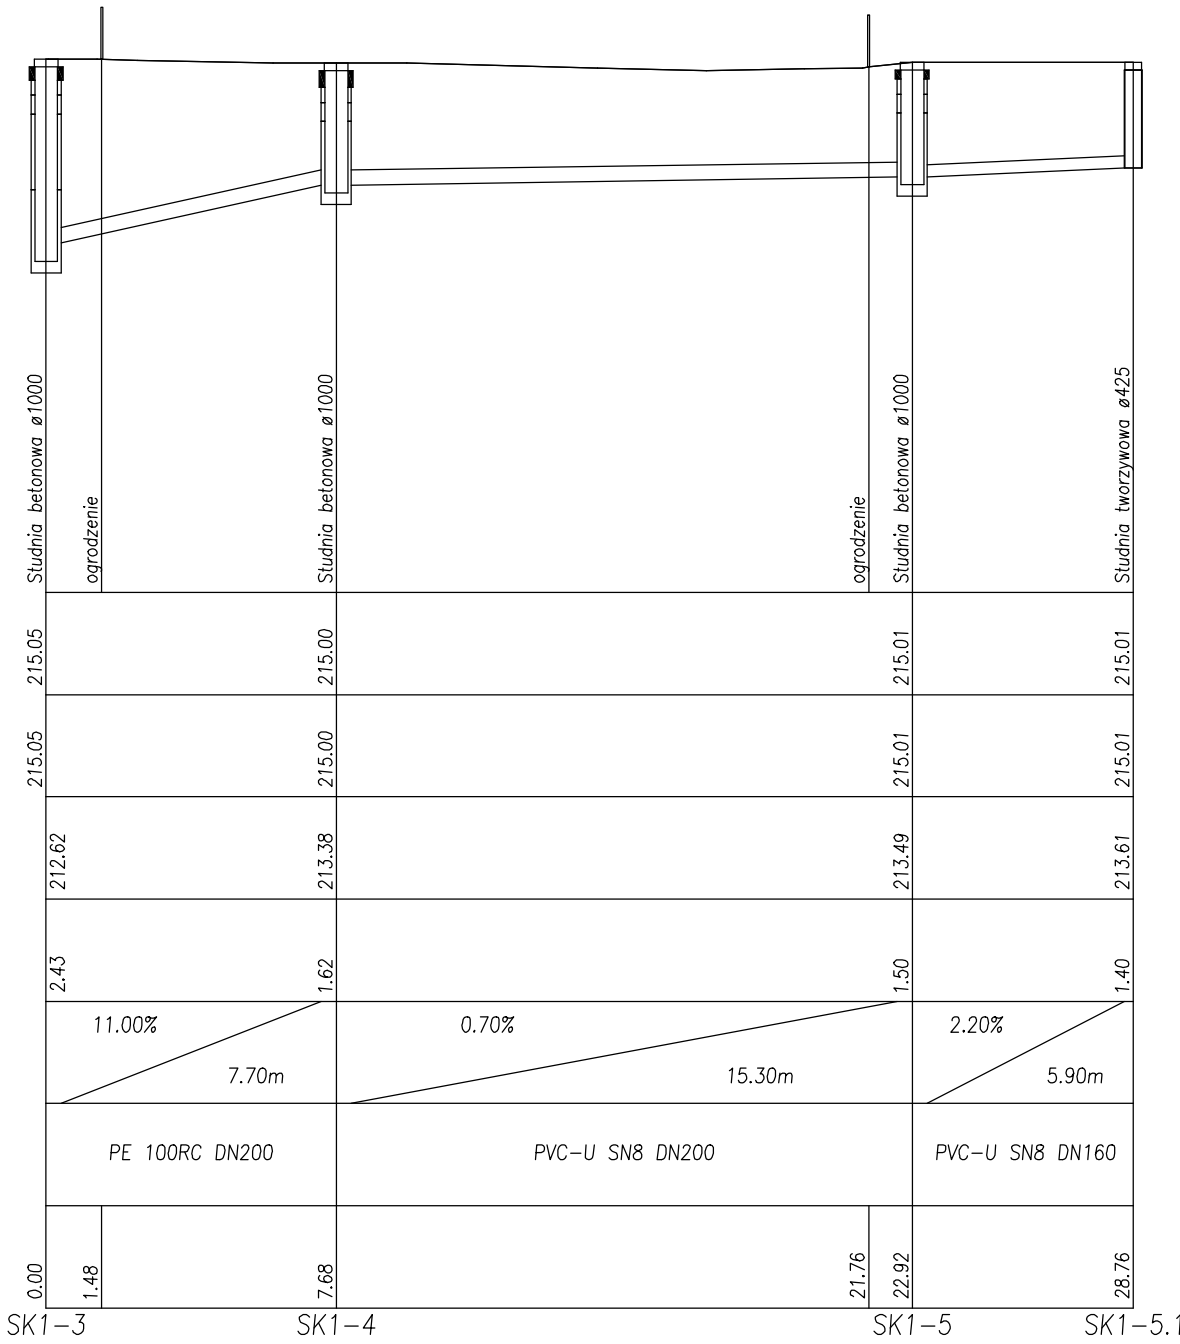 Studnia betonowa ø1000
ogrodzenie
Studnia betonowa ø1000
ogrodzenie
Studnia betonowa ø1000
Studnia tworzywowa ø425
215.05
215.00
215.01
215.01
215.05
215.00
215.01
215.01
212.62
213.38
213.49
213.61
2.43
1.62
1.50
1.40
11.00%
7.70m
0.70%
15.30m
2.20%
5.90m
PE 100RC DN200
PVC-U SN8 DN200
PVC-U SN8 DN160
0.00
1.48
7.68
21.76
22.92
28.76
SK1-3
SK1-4
SK1-5
SK1-5.1